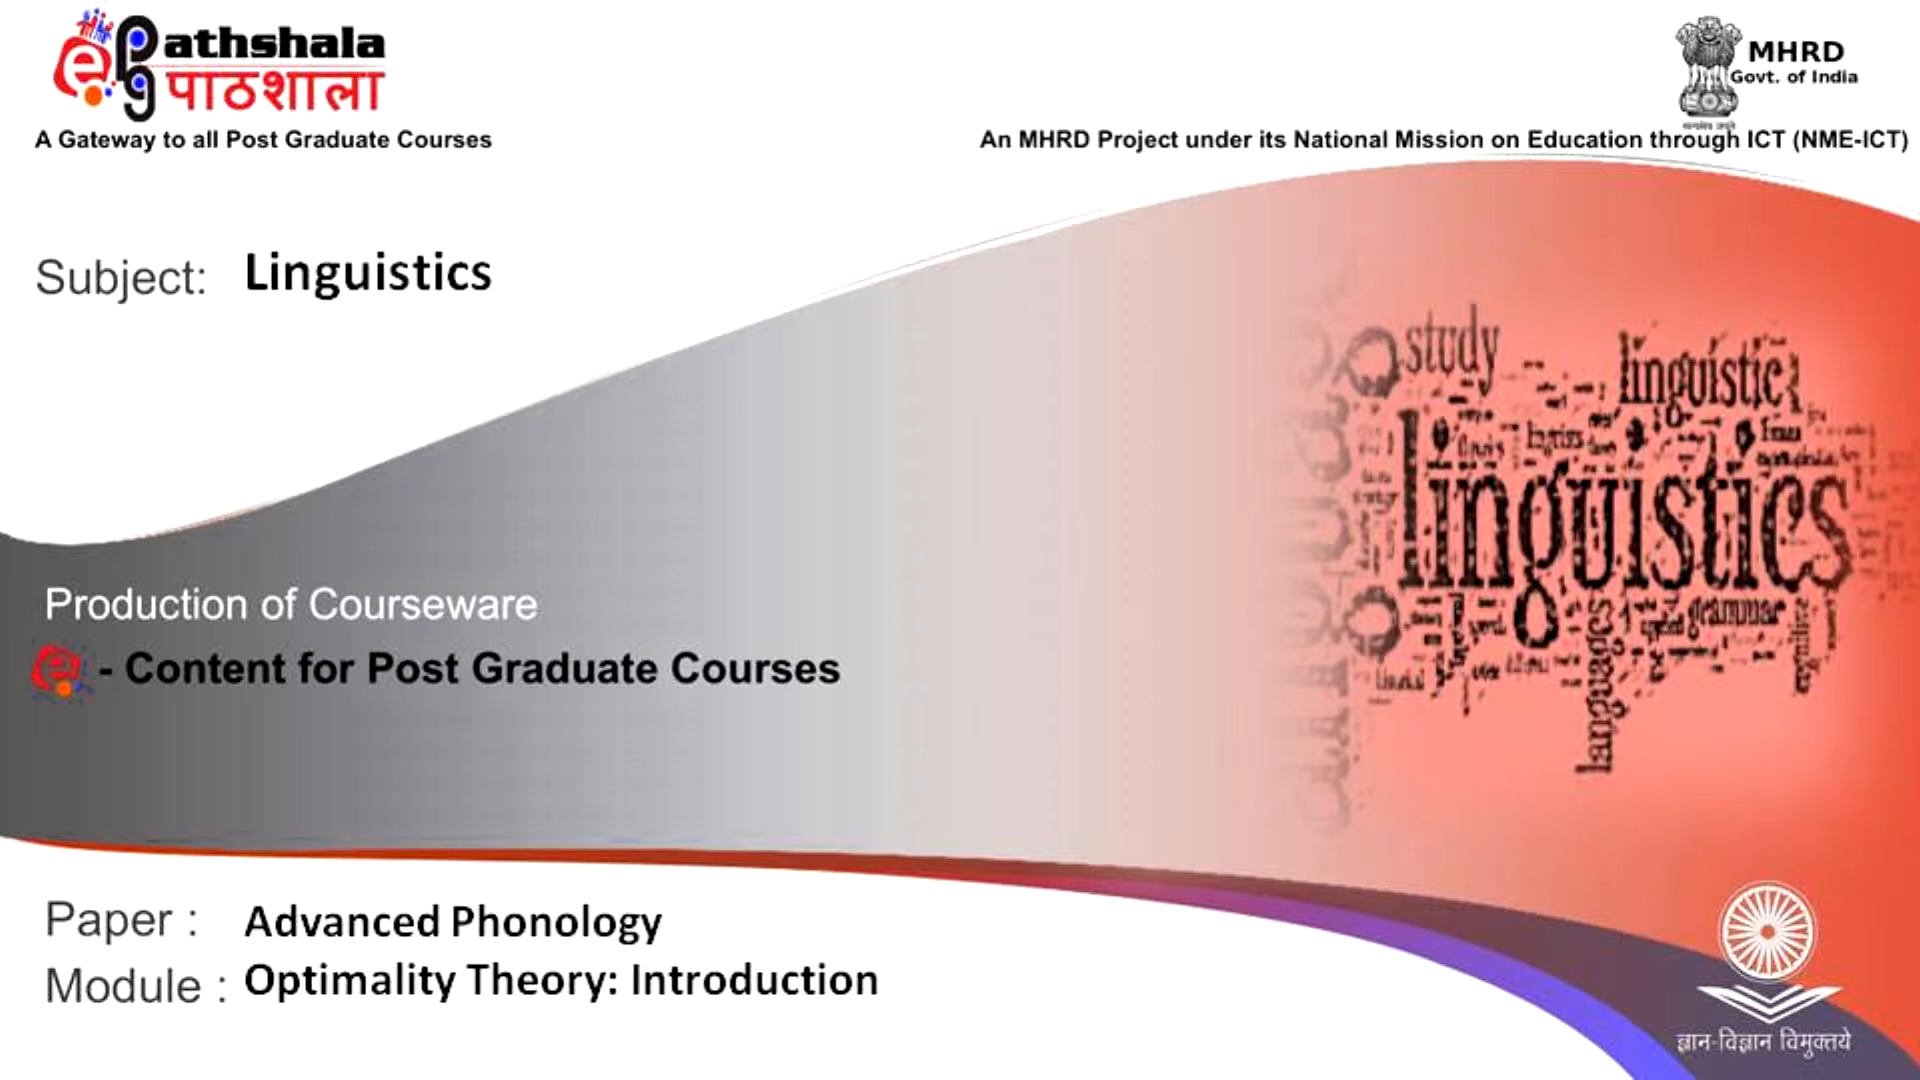 ePG Pathshala
पाठशाला
A Gateway to all Post Graduate Courses
MHRD
Govt. of India
An MHRD Project under its National Mission on Education through ICT (NME-ICT)
Subject: Linguistics
study
linguistic
linguistics
grammar
languages
cognitive
Production of Courseware
e - Content for Post Graduate Courses
Paper : Advanced Phonology
Module : Optimality Theory: Introduction
ज्ञान-विज्ञान विमुक्तये